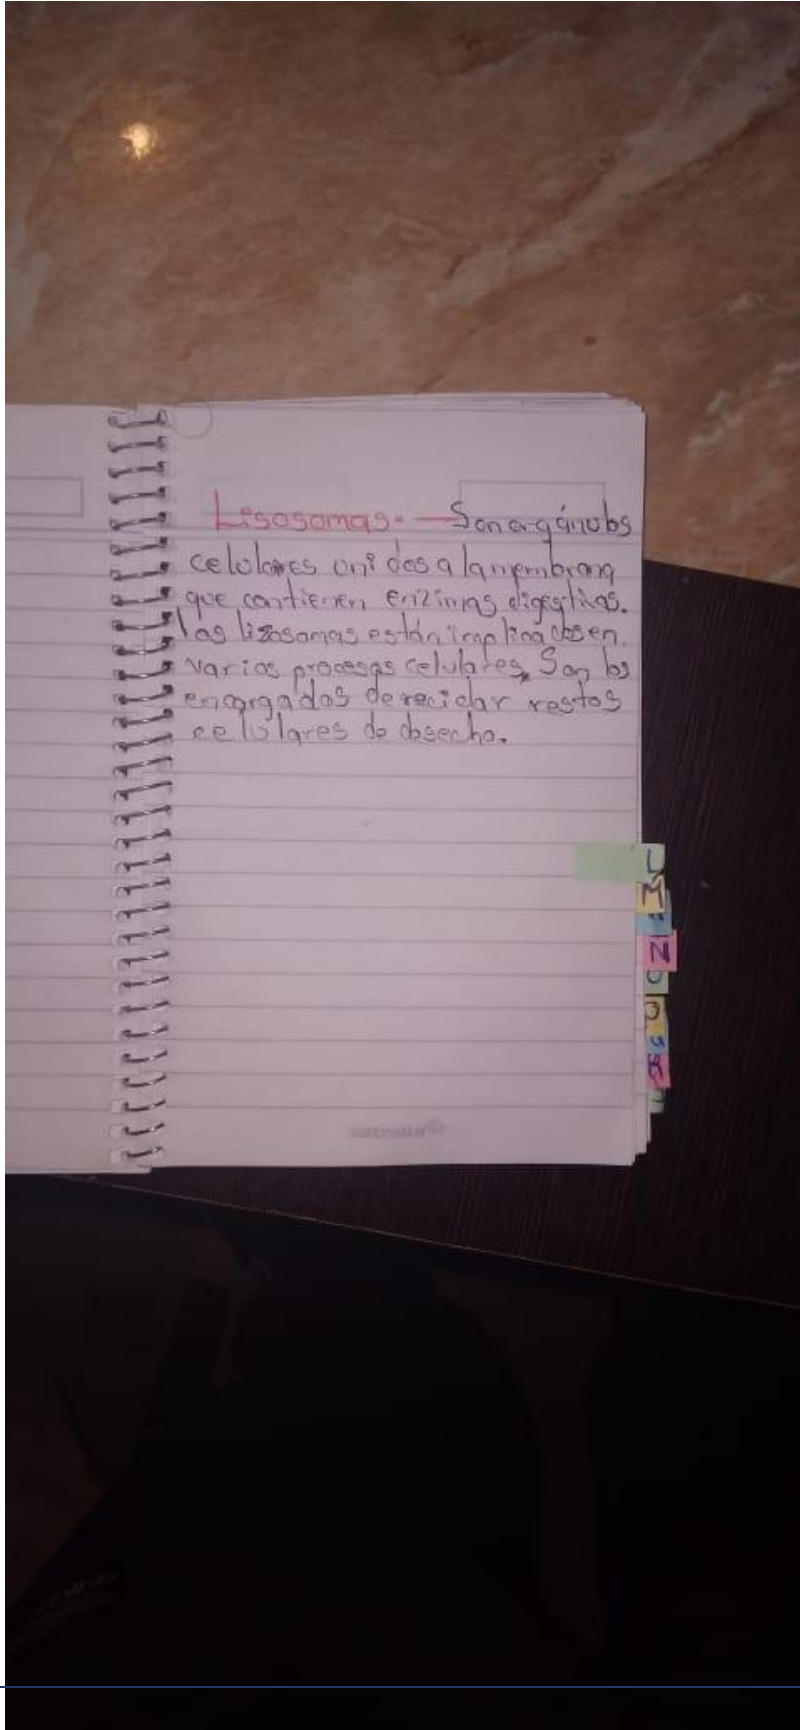 Lisosomas.- Son orgánulos
celulares unidos a la membrana
que contienen enzimas digestivas.
los lisosomas están implicados en
varios procesos celulares, Son los
encargados de reciclar restos
celulares de desecho.
L
M
N
O